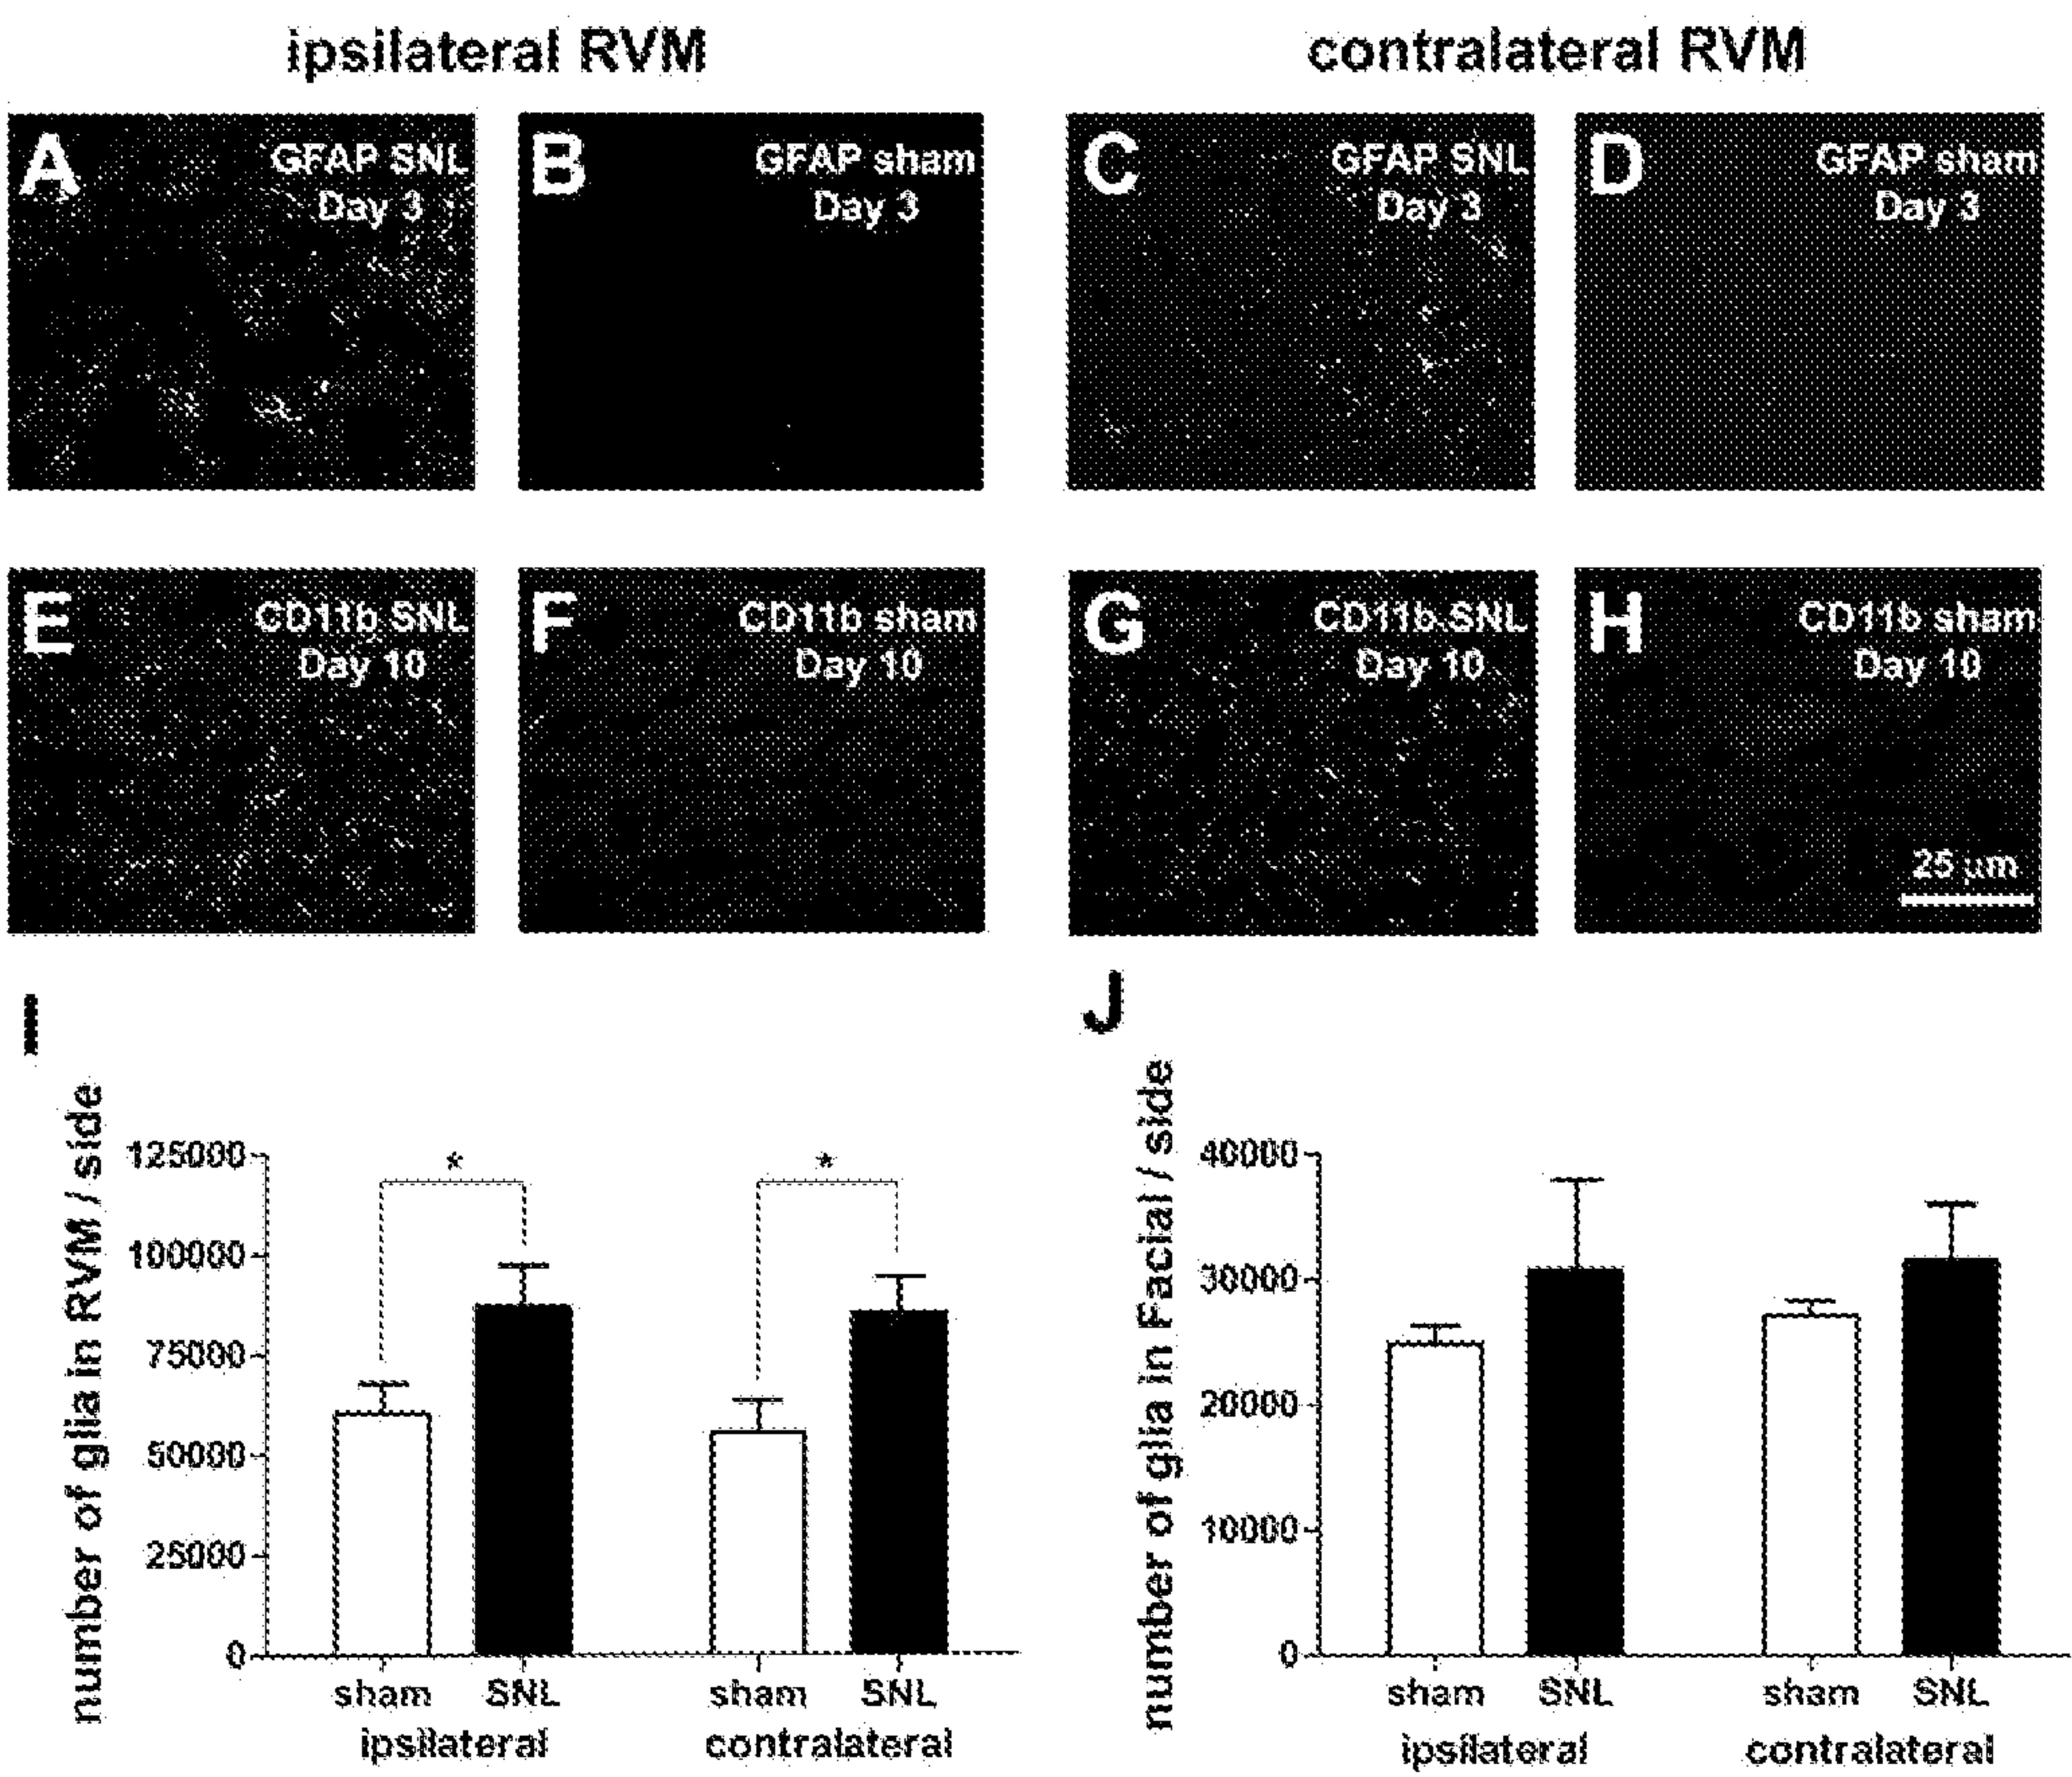 ipsilateral RVM
contralateral RVM
A
GFAP SNL
Day 3
B
GFAP sham
Day 3
C
GFAP SNL
Day 3
D
GFAP sham
Day 3
E
CD11b SNL
Day 10
F
CD11b sham
Day 10
G
CD11b SNL
Day 10
H
CD11b sham
Day 10
25 µm
I
number of glia in RVM / side
125000
100000
75000
50000
25000
0
*
*
sham SNL sham SNL
ipsilateral contralateral
J
number of glia in Facial / side
40000
30000
20000
10000
0
sham SNL sham SNL
ipsilateral contralateral